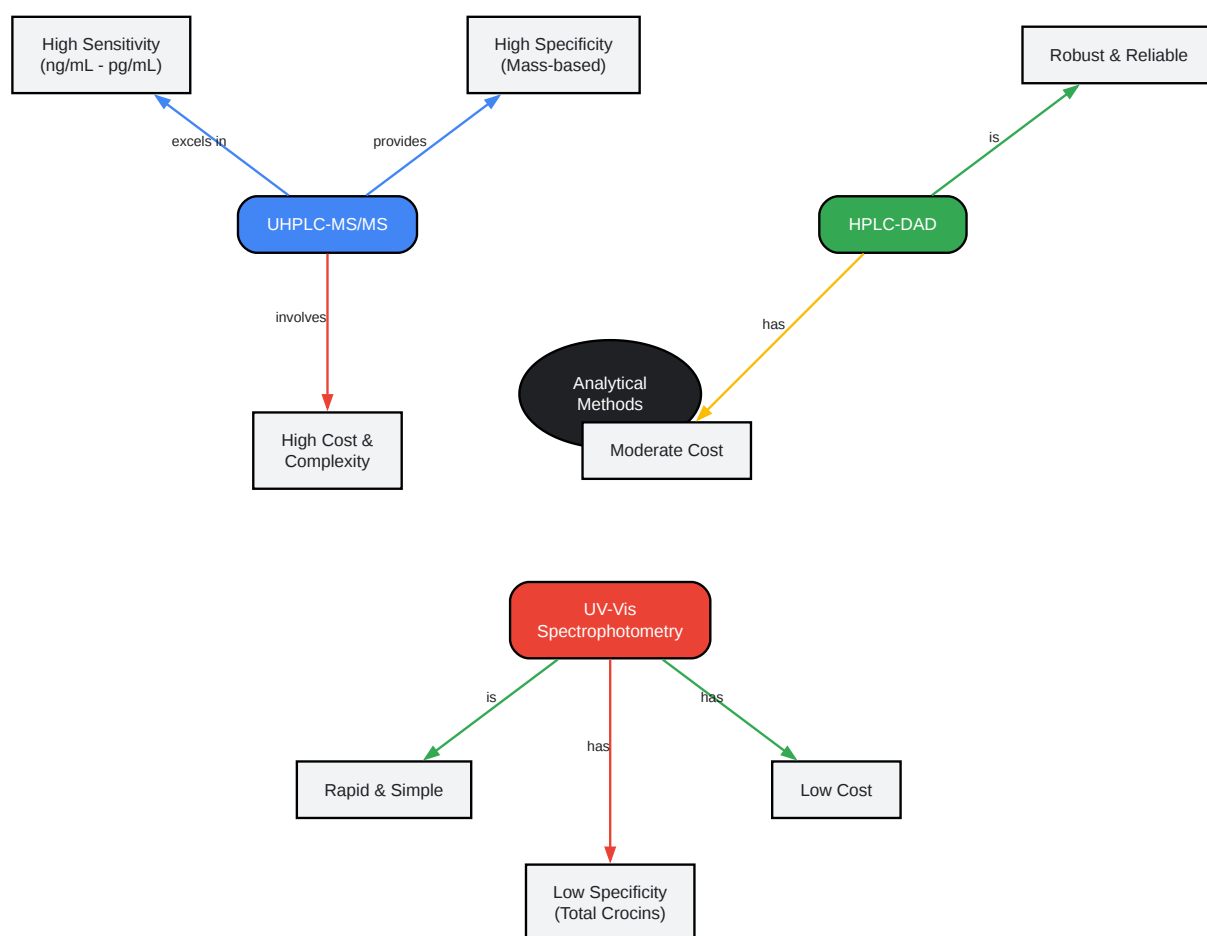 High Sensitivity
(ng/mL - pg/mL)
High Specificity
(Mass-based)
Robust & Reliable
excels in
provides
is
UHPLC-MS/MS
HPLC-DAD
involves
has
Analytical
Methods
High Cost &
Complexity
Moderate Cost
UV-Vis
Spectrophotometry
is
has
has
Rapid & Simple
Low Cost
Low Specificity
(Total Crocins)